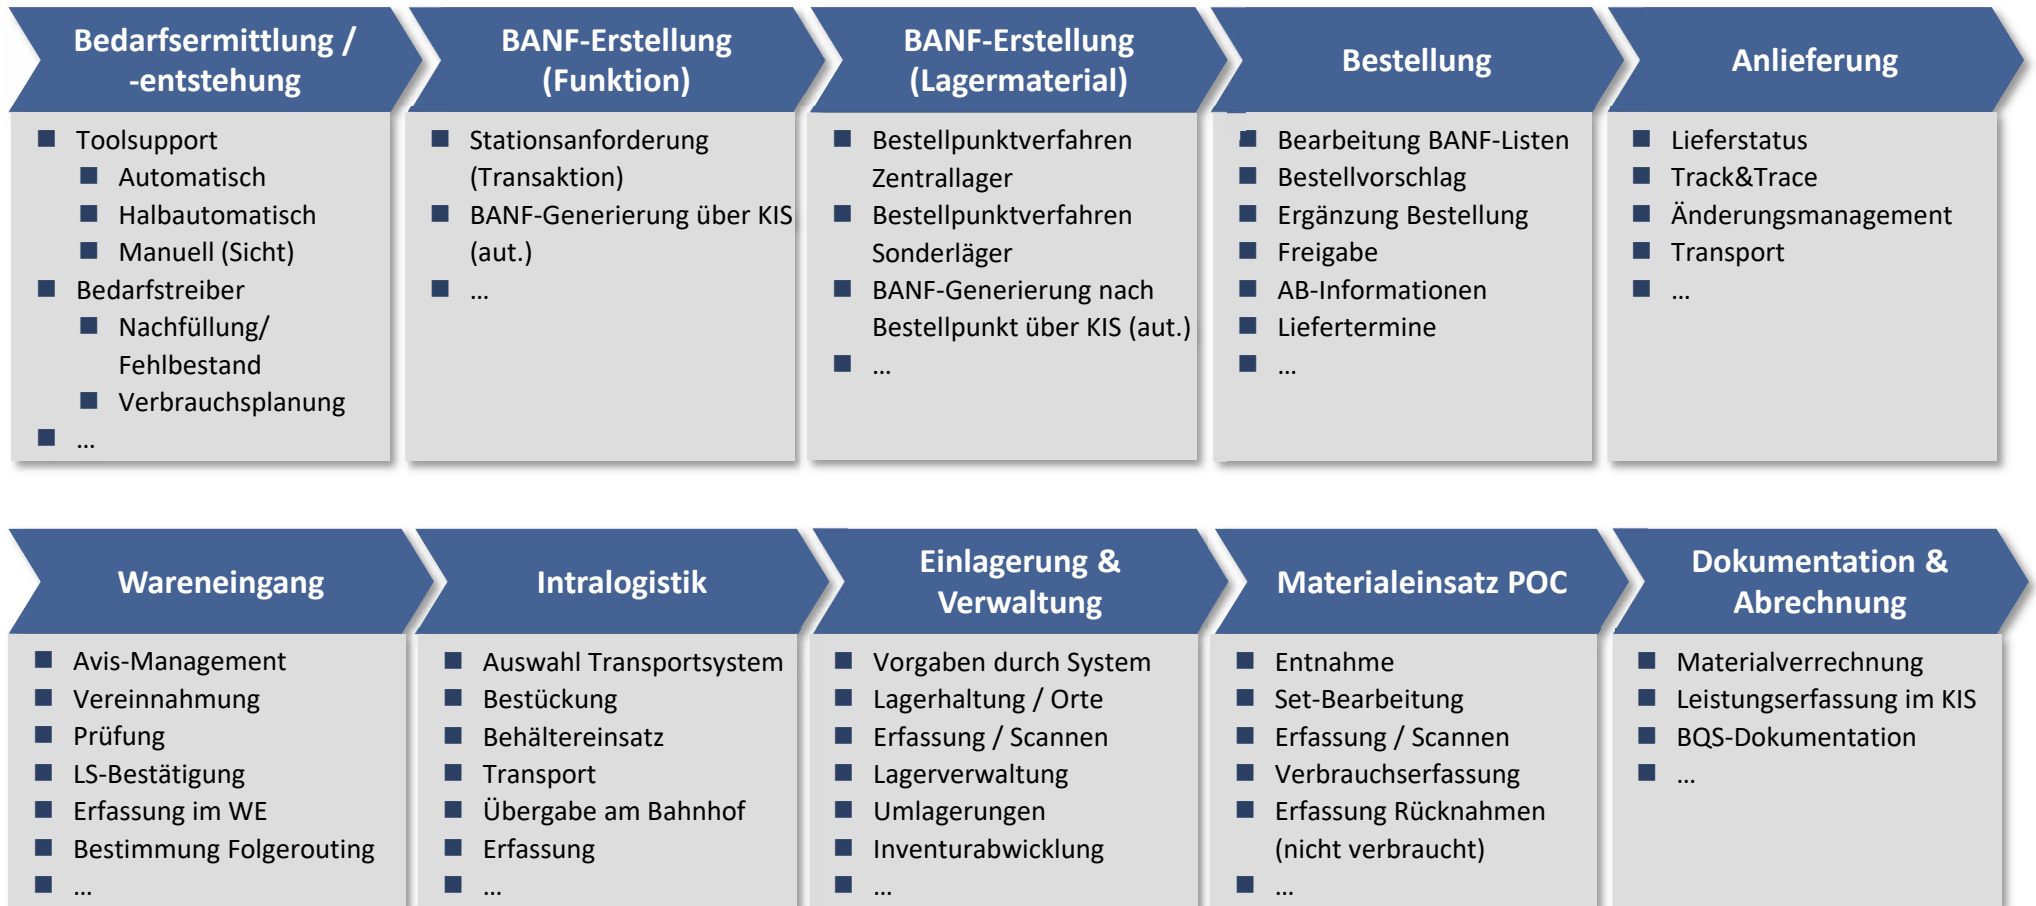 Bedarfsermittlung /
-entstehung
Toolsupport
Automatisch
Halbautomatisch
Manuell (Sicht)
Bedarfstreiber
Nachfüllung/
Fehlbestand
Verbrauchsplanung
...
BANF-Erstellung
(Funktion)
Stationsanforderung
(Transaktion)
BANF-Generierung über KIS
(aut.)
...
BANF-Erstellung
(Lagermaterial)
Bestellpunktverfahren
Zentrallager
Bestellpunktverfahren
Sonderläger
BANF-Generierung nach
Bestellpunkt über KIS (aut.)
...
Bestellung
Bearbeitung BANF-Listen
Bestellvorschlag
Ergänzung Bestellung
Freigabe
AB-Informationen
Liefertermine
...
Anlieferung
Lieferstatus
Track&Trace
Änderungsmanagement
Transport
...
Wareneingang
Avis-Management
Vereinnahmung
Prüfung
LS-Bestätigung
Erfassung im WE
Bestimmung Folgerouting
...
Intralogistik
Auswahl Transportsystem
Bestückung
Behältereinsatz
Transport
Übergabe am Bahnhof
Erfassung
...
Einlagerung &
Verwaltung
Vorgaben durch System
Lagerhaltung / Orte
Erfassung / Scannen
Lagerverwaltung
Umlagerungen
Inventurabwicklung
...
Materialeinsatz POC
Entnahme
Set-Bearbeitung
Erfassung / Scannen
Verbrauchserfassung
Erfassung Rücknahmen
(nicht verbraucht)
...
Dokumentation &
Abrechnung
Materialverrechnung
Leistungserfassung im KIS
BQS-Dokumentation
...